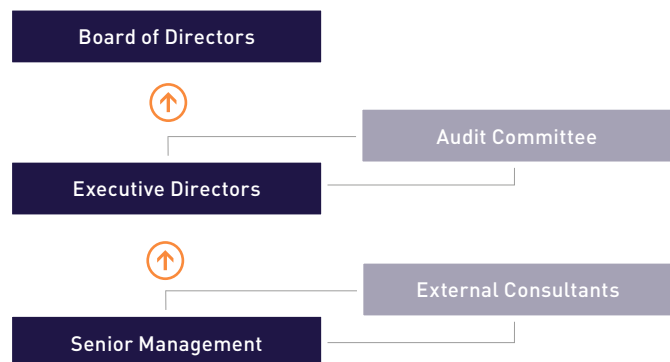 Board of Directors
Audit Committee
Executive Directors
External Consultants
Senior Management